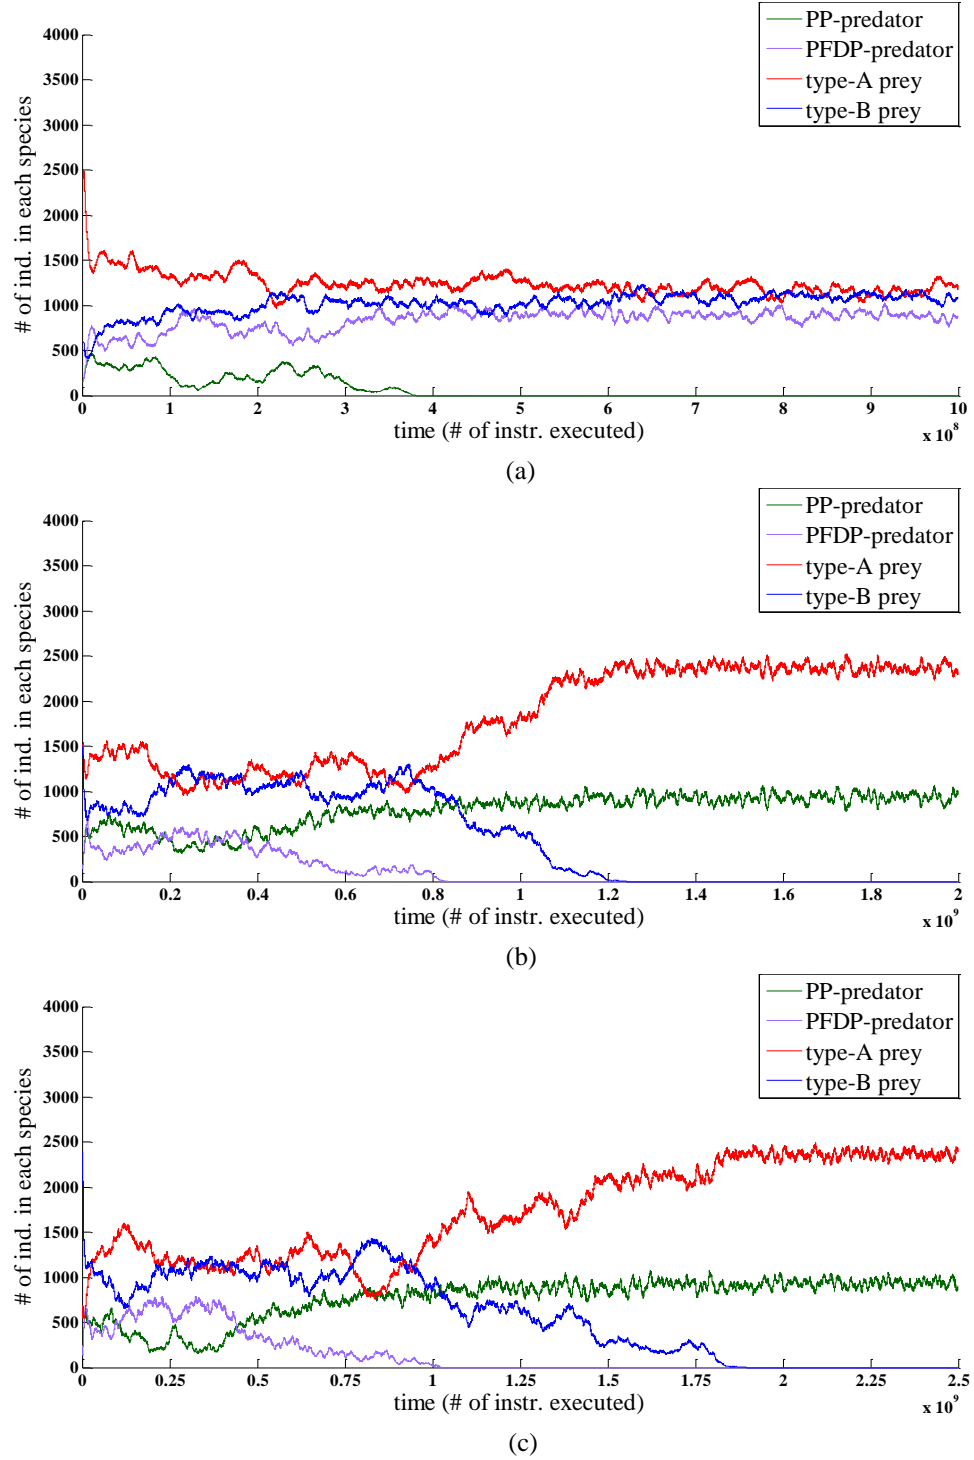 PP-predator
PFDP-predator
type-A prey
type-B prey
# of ind. in each species
4000
3500
3000
2500
2000
1500
1000
500
0
0 1 2 3 4 5 6 7 8 9 10
time (# of instr. executed)
x 10^8
(a)
PP-predator
PFDP-predator
type-A prey
type-B prey
# of ind. in each species
4000
3500
3000
2500
2000
1500
1000
500
0
0 0.2 0.4 0.6 0.8 1 1.2 1.4 1.6 1.8 2
time (# of instr. executed)
x 10^9
(b)
PP-predator
PFDP-predator
type-A prey
type-B prey
# of ind. in each species
4000
3500
3000
2500
2000
1500
1000
500
0
0 0.25 0.5 0.75 1 1.25 1.5 1.75 2 2.25 2.5
time (# of instr. executed)
x 10^9
(c)